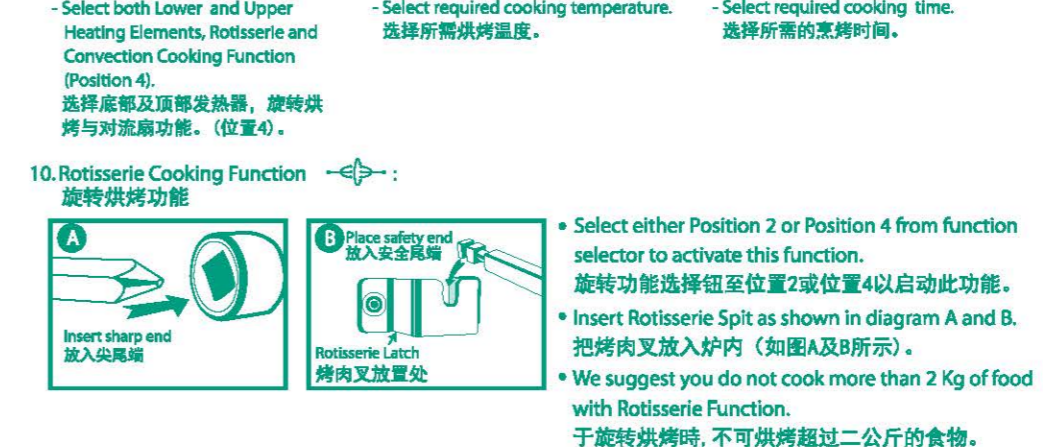 - Select both Lower and Upper
Heating Elements, Rotisserie and
Convection Cooking Function
(Position 4).
选择底部及顶部发热器，旋转烘
烤与对流扇功能。(位置4)。
- Select required cooking temperature.
选择所需烘烤温度。
- Select required cooking time.
选择所需的烹烤时间。
10. Rotisserie Cooking Function :
旋转烘烤功能
A
Insert sharp end
放入尖尾端
B Place safety end
放入安全尾端
Rotisserie Latch
烤肉叉放置处
• Select either Position 2 or Position 4 from function
selector to activate this function.
旋转功能选择钮至位置2或位置4以启动此功能。
• Insert Rotisserie Spit as shown in diagram A and B.
把烤肉叉放入炉内（如图A及B所示）。
• We suggest you do not cook more than 2 Kg of food
with Rotisserie Function.
于旋转烘烤時, 不可烘烤超过二公斤的食物。